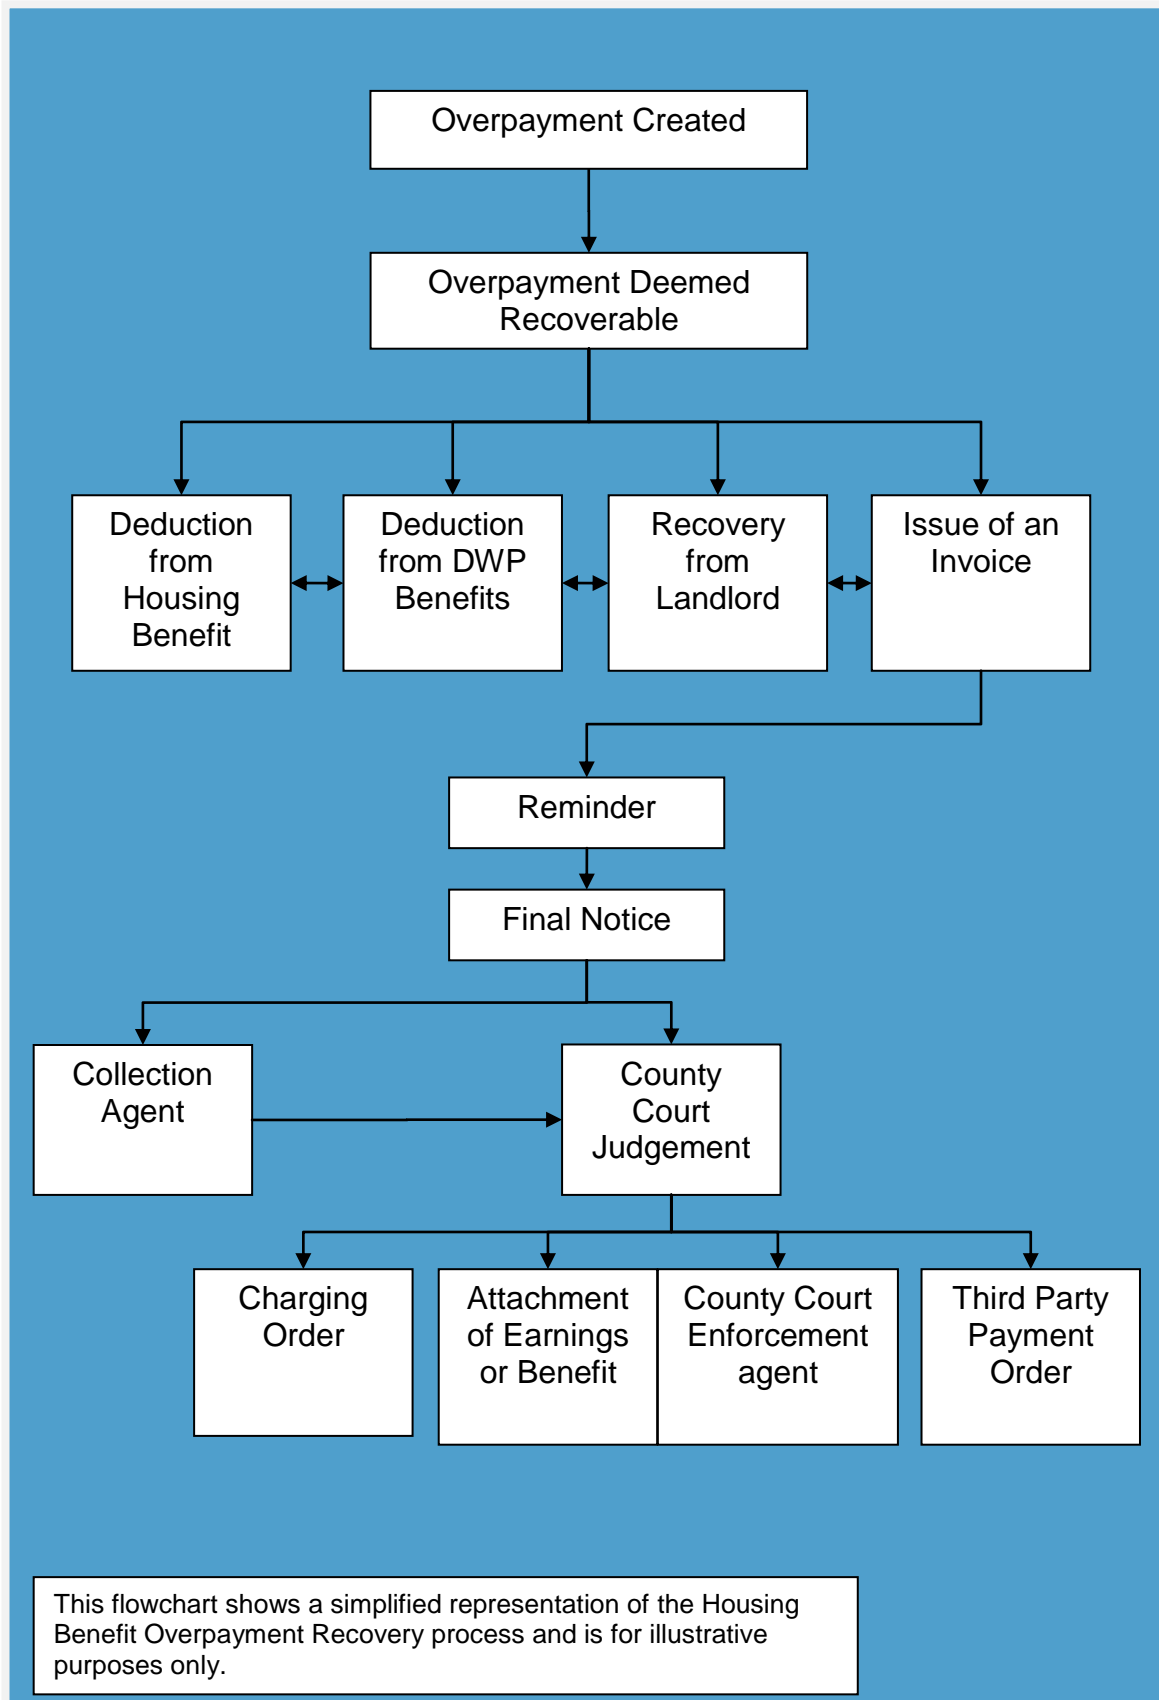 Overpayment Created
Overpayment Deemed
Recoverable
Deduction
from
Housing
Benefit
Deduction
from DWP
Benefits
Recovery
from
Landlord
Issue of an
Invoice
Reminder
Final Notice
Collection
Agent
County
Court
Judgement
Charging
Order
Attachment
of Earnings
or Benefit
County Court
Enforcement
agent
Third Party
Payment
Order
This flowchart shows a simplified representation of the Housing
Benefit Overpayment Recovery process and is for illustrative
purposes only.